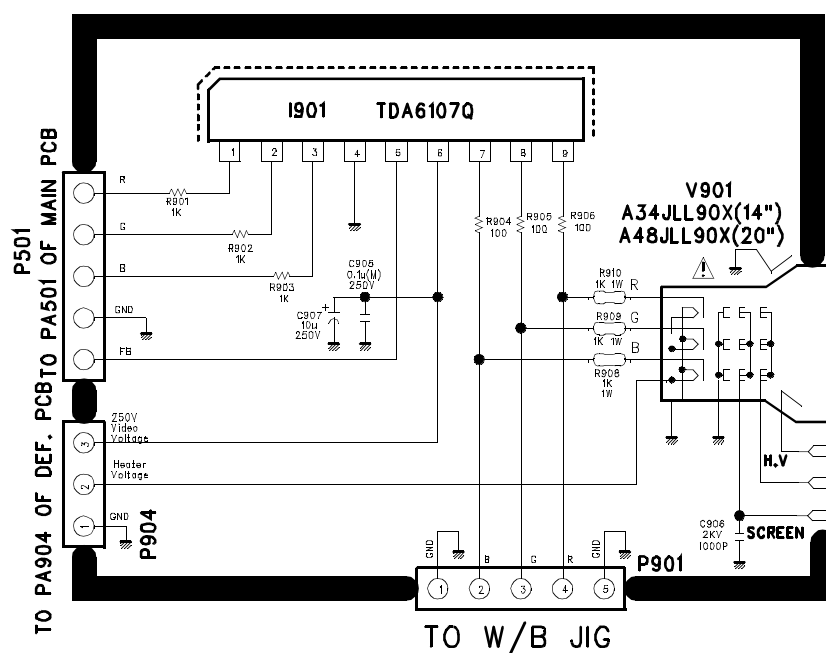 I901 TDA6107Q
1 2 3 4 5 6 7 8 9
TO PA501 OF MAIN PCB
P501
R
G
B
GND
FB
R901
1K
R902
1K
R903
1K
C905
0.1u(M)
250V
C907
10u
250V
+
R904
100
R905
100
R906
100
V901
A34JLL90X(14")
A48JLL90X(20")
R910
1K 1W
R
R909
1K 1W
G
R908
1K
1W
B
TO PA904 OF DEF. PCB
P904
3
2
1
250V
Video
Voltage
Heater
Voltage
GND
H.V
C906
2KV
1000P
SCREEN
GND
B
G
R
GND
P901
1 2 3 4 5
TO W/B JIG